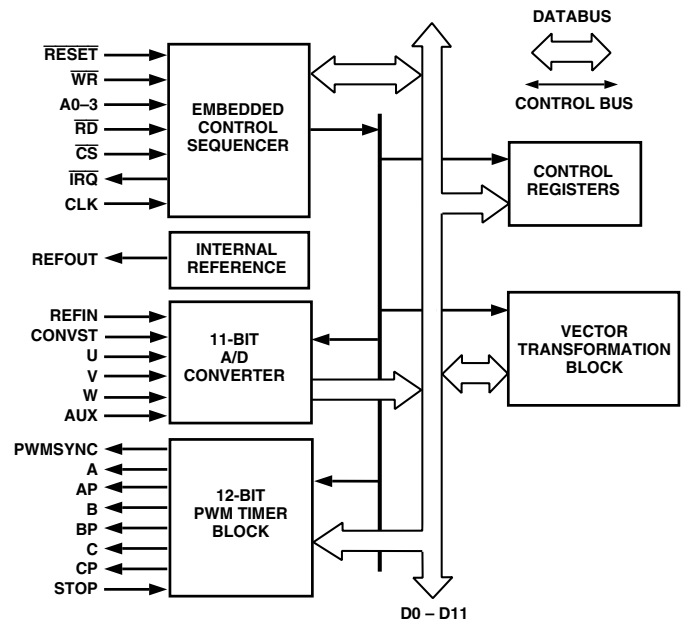 RESET
WR
A0–3
RD
CS
IRQ
CLK
EMBEDDED
CONTROL
SEQUENCER
DATABUS
CONTROL BUS
CONTROL
REGISTERS
REFOUT
INTERNAL
REFERENCE
REFIN
CONVST
U
V
W
AUX
11-BIT
A/D
CONVERTER
VECTOR
TRANSFORMATION
BLOCK
PWMSYNC
A
AP
B
BP
C
CP
STOP
12-BIT
PWM TIMER
BLOCK
D0 – D11